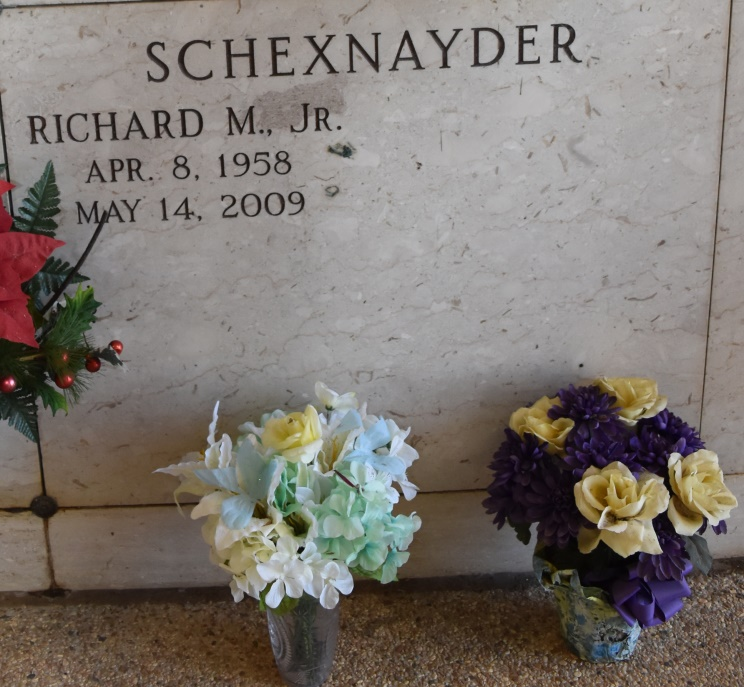 SCHEXNAYDER
RICHARD M., JR.
APR. 8, 1958
MAY 14, 2009